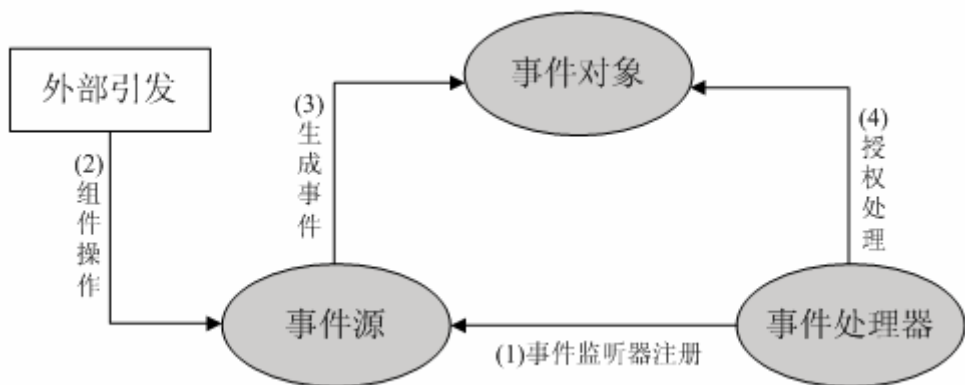 外部引发
事件对象
(2)组件操作
(3)生成事件
(4)授权处理
事件源
事件处理器
(1)事件监听器注册